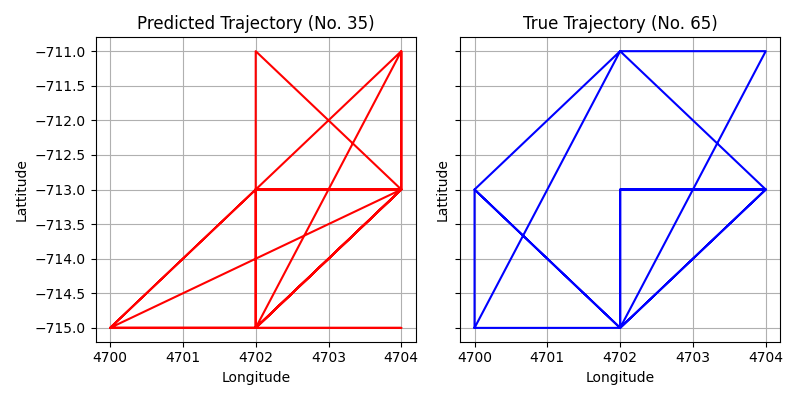 Predicted Trajectory (No. 35)
True Trajectory (No. 65)
−711.0
−711.5
−712.0
−712.5
−713.0
−713.5
−714.0
−714.5
−715.0
Lattitude
Lattitude
4700 4701 4702 4703 4704
4700 4701 4702 4703 4704
Longitude
Longitude